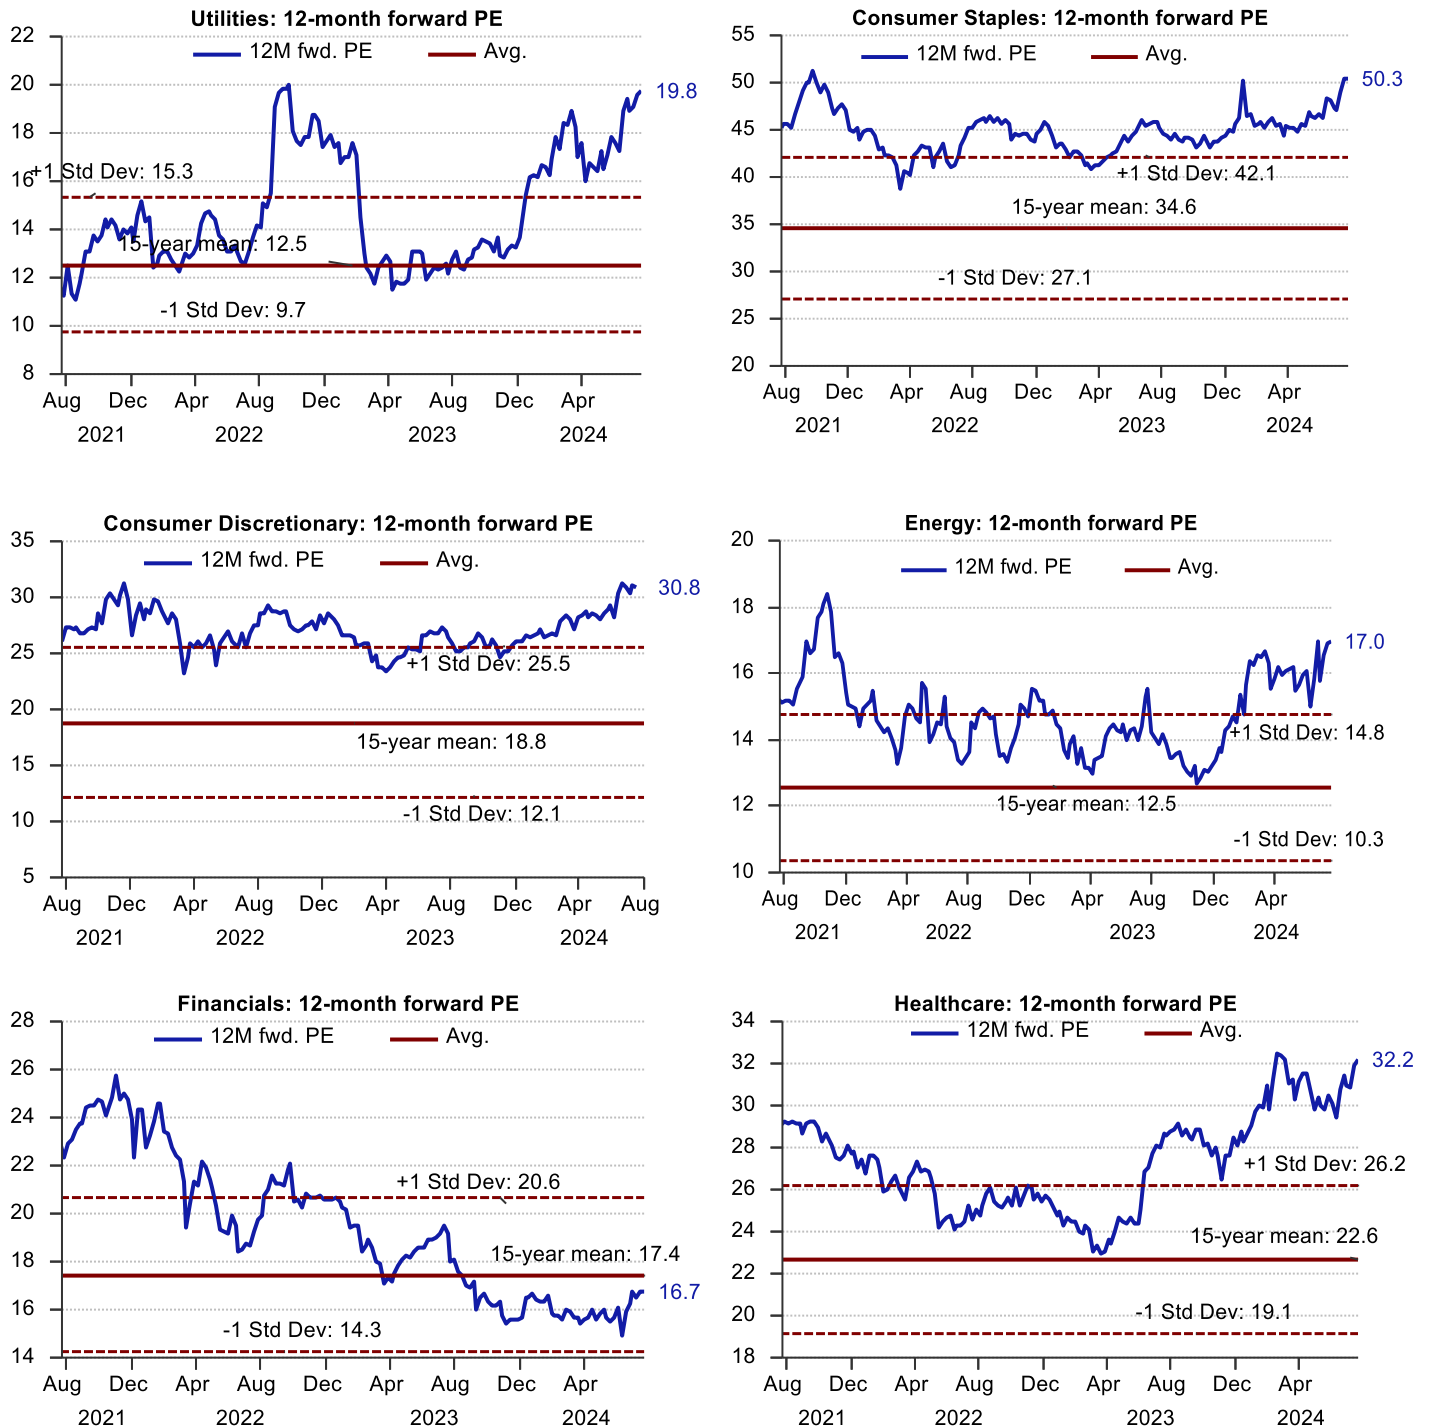 Utilities: 12-month forward PE
12M fwd. PE
Avg.
22
20
18
16
14
12
10
8
19.8
+1 Std Dev: 15.3
15-year mean: 12.5
-1 Std Dev: 9.7
Aug Dec Apr Aug Dec Apr Aug Dec Apr
2021 2022 2023 2024
Consumer Staples: 12-month forward PE
12M fwd. PE
Avg.
55
50
45
40
35
30
25
20
50.3
+1 Std Dev: 42.1
15-year mean: 34.6
-1 Std Dev: 27.1
Aug Dec Apr Aug Dec Apr Aug Dec Apr
2021 2022 2023 2024
Consumer Discretionary: 12-month forward PE
12M fwd. PE
Avg.
35
30
25
20
15
10
5
30.8
+1 Std Dev: 25.5
15-year mean: 18.8
-1 Std Dev: 12.1
Aug Dec Apr Aug Dec Apr Aug Dec Apr Aug
2021 2022 2023 2024
Energy: 12-month forward PE
12M fwd. PE
Avg.
20
18
16
14
12
10
17.0
+1 Std Dev: 14.8
15-year mean: 12.5
-1 Std Dev: 10.3
Aug Dec Apr Aug Dec Apr Aug Dec Apr
2021 2022 2023 2024
Financials: 12-month forward PE
12M fwd. PE
Avg.
28
26
24
22
20
18
16
14
+1 Std Dev: 20.6
15-year mean: 17.4
16.7
-1 Std Dev: 14.3
Aug Dec Apr Aug Dec Apr Aug Dec Apr
2021 2022 2023 2024
Healthcare: 12-month forward PE
12M fwd. PE
Avg.
34
32
30
28
26
24
22
20
18
32.2
+1 Std Dev: 26.2
15-year mean: 22.6
-1 Std Dev: 19.1
Aug Dec Apr Aug Dec Apr Aug Dec Apr
2021 2022 2023 2024